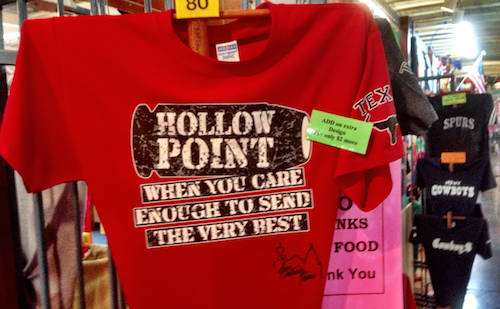 80
HOLLOW
POINT
WHEN YOU CARE
ENOUGH TO SEND
THE VERY BEST
ADD an extra
Design
only $2 more
TEX
SPURS
COWBOYS
Cowboys
NKS
FOOD
nk You